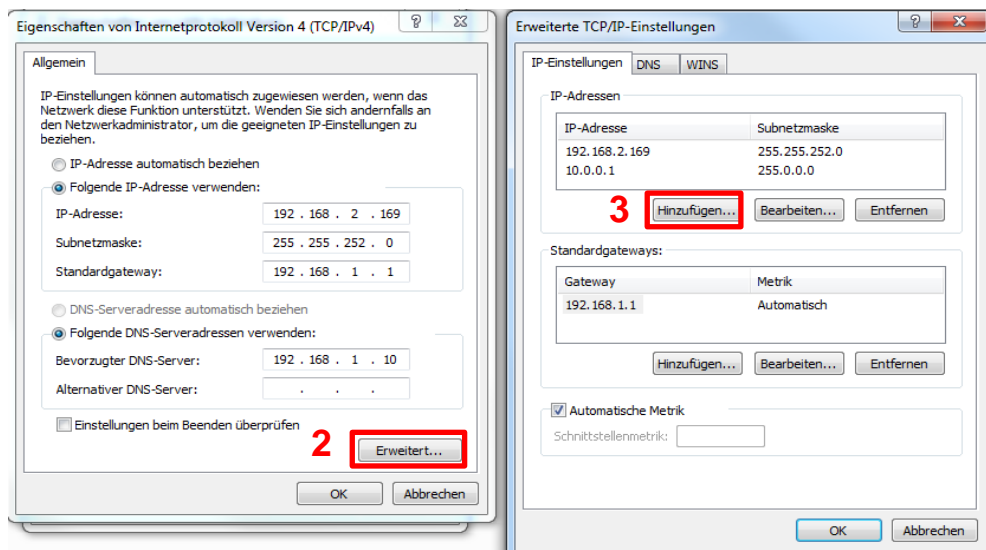 Eigenschaften von Internetprotokoll Version 4 (TCP/IPv4)
Allgemein
IP-Einstellungen können automatisch zugewiesen werden, wenn das
Netzwerk diese Funktion unterstützt. Wenden Sie sich andernfalls an
den Netzwerkadministrator, um die geeigneten IP-Einstellungen zu
beziehen.
IP-Adresse automatisch beziehen
Folgende IP-Adresse verwenden:
IP-Adresse: 192 . 168 . 2 . 169
Subnetzmaske: 255 . 255 . 252 . 0
Standardgateway: 192 . 168 . 1 . 1
DNS-Serveradresse automatisch beziehen
Folgende DNS-Serveradressen verwenden:
Bevorzugter DNS-Server: 192 . 168 . 1 . 10
Alternativer DNS-Server: . . .
Einstellungen beim Beenden überprüfen
2 Erweitert...
OK Abbrechen
Erweiterte TCP/IP-Einstellungen
IP-Einstellungen DNS WINS
IP-Adressen
IP-Adresse Subnetzmaske
192.168.2.169 255.255.252.0
10.0.0.1 255.0.0.0
3 Hinzufügen... Bearbeiten... Entfernen
Standardgateways:
Gateway Metrik
192.168.1.1 Automatisch
Hinzufügen... Bearbeiten... Entfernen
Automatische Metrik
Schnittstellenmetrik:
OK Abbrechen